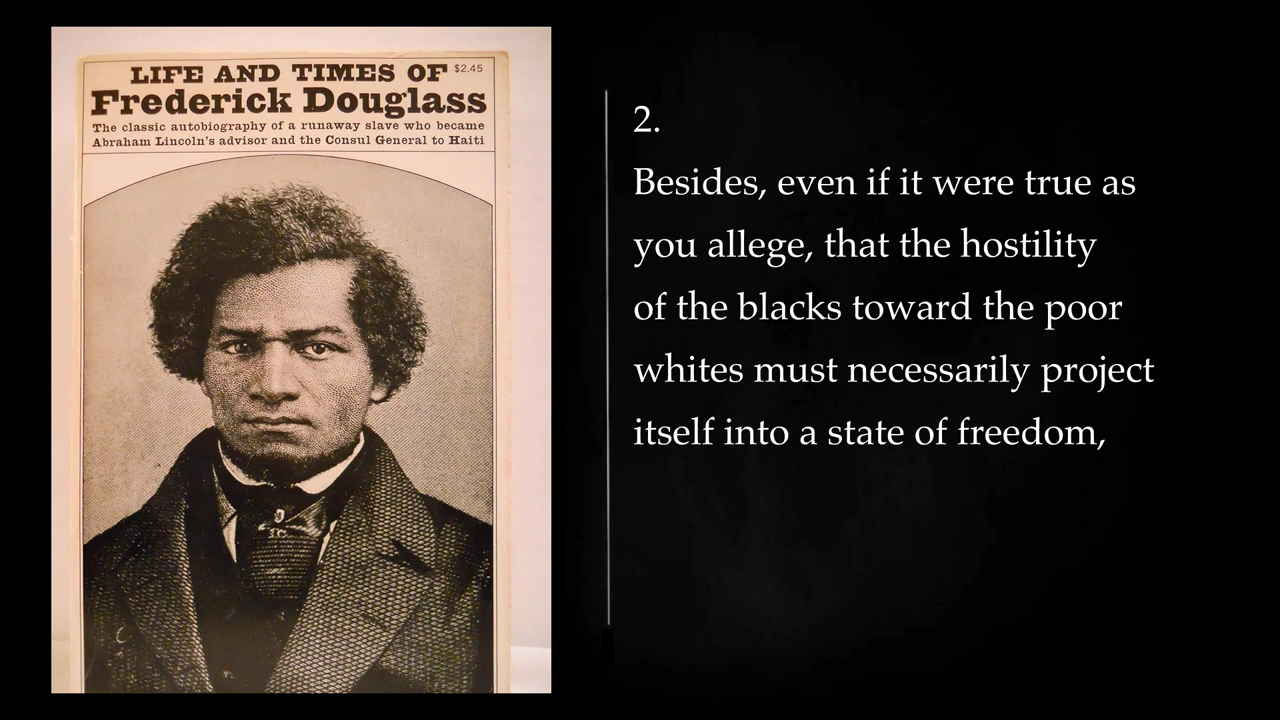 LIFE AND TIMES OF $2.45
Frederick Douglass
The classic autobiography of a runaway slave who became
Abraham Lincoln's advisor and the Consul General to Haiti
2.
Besides, even if it were true as
you allege, that the hostility
of the blacks toward the poor
whites must necessarily project
itself into a state of freedom,